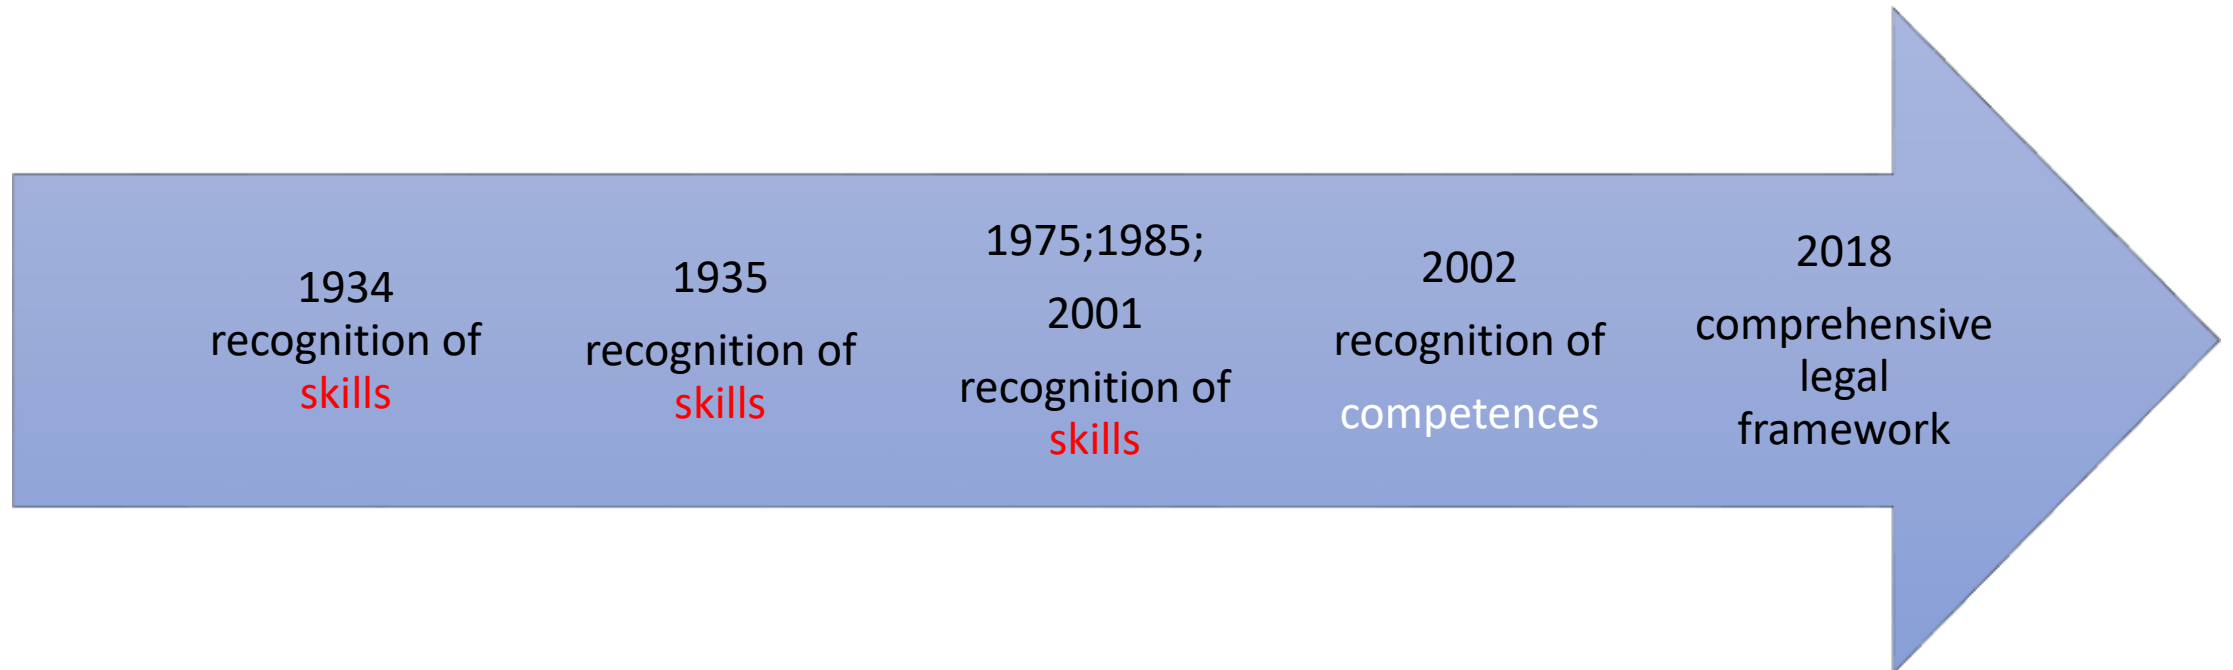 1934
recognition of
skills
1935
recognition of
skills
1975;1985;
2001
recognition of
skills
2002
recognition of
competences
2018
comprehensive
legal
framework